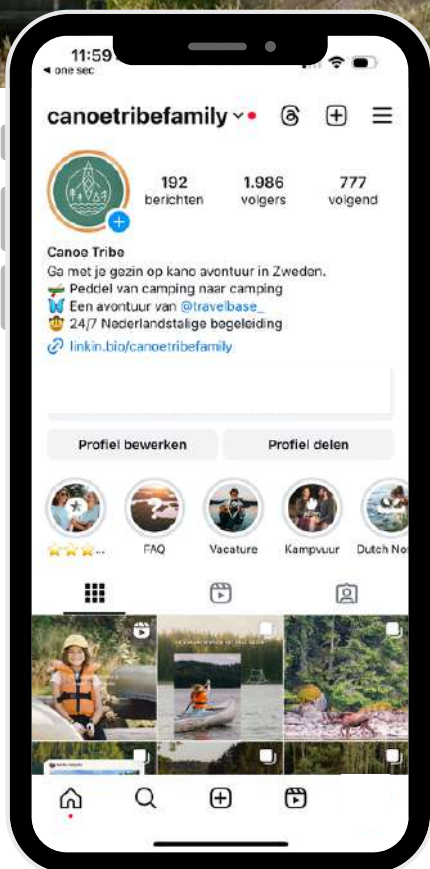 11:59
◀ one sec
canoetribefamily
192
berichten
1.986
volgers
777
volgend
Canoe Tribe
Ga met je gezin op kano avontuur in Zweden.
🛶 Peddel van camping naar camping
🦋 Een avontuur van @travelbase_
🤠 24/7 Nederlandstalige begeleiding
linkin.bio/canoetribefamily
Profiel bewerken
Profiel delen
⭐⭐⭐...
FAQ
Vacature
Kampvuur
Dutch No